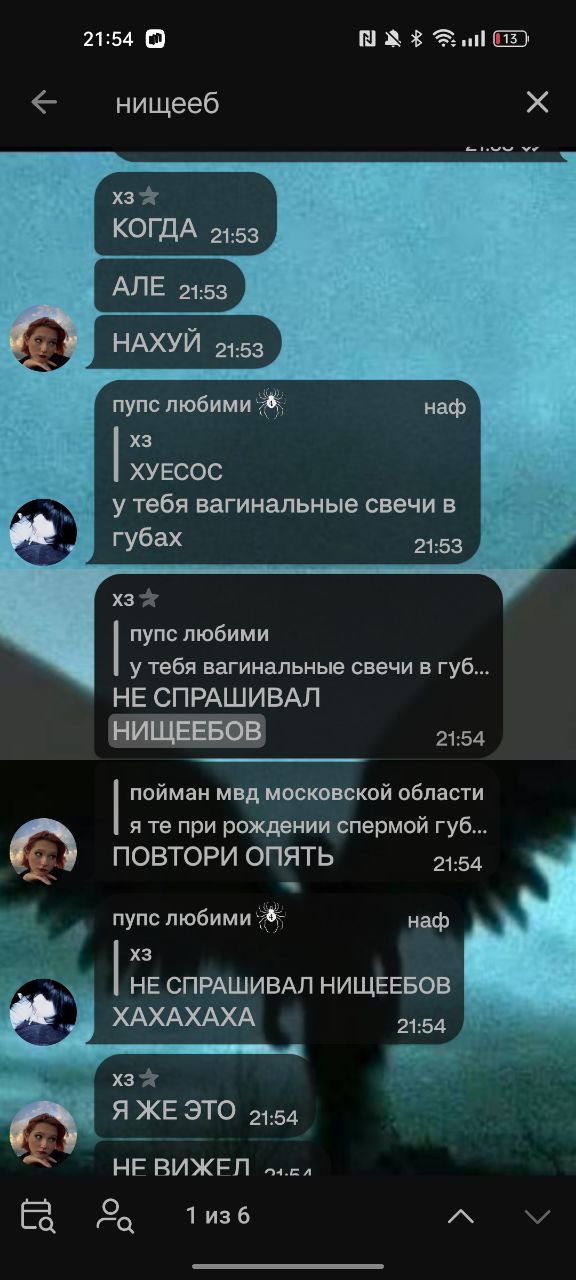 21:54 13
нищееб
хз
КОГДА 21:53
АЛЕ 21:53
НАХУЙ 21:53
пупс любими наф
хз
ХУЕСОС
у тебя вагинальные свечи в
губах 21:53
хз
пупс любими
у тебя вагинальные свечи в губ...
НЕ СПРАШИВАЛ
НИЩЕЕБОВ 21:54
пойман мвд московской области
я те при рождении спермой губ...
ПОВТОРИ ОПЯТЬ 21:54
пупс любими наф
хз
НЕ СПРАШИВАЛ НИЩЕЕБОВ
ХАХАХАХА 21:54
хз
Я ЖЕ ЭТО 21:54
НЕ ВИЖЕЛ 21:54
1 из 6